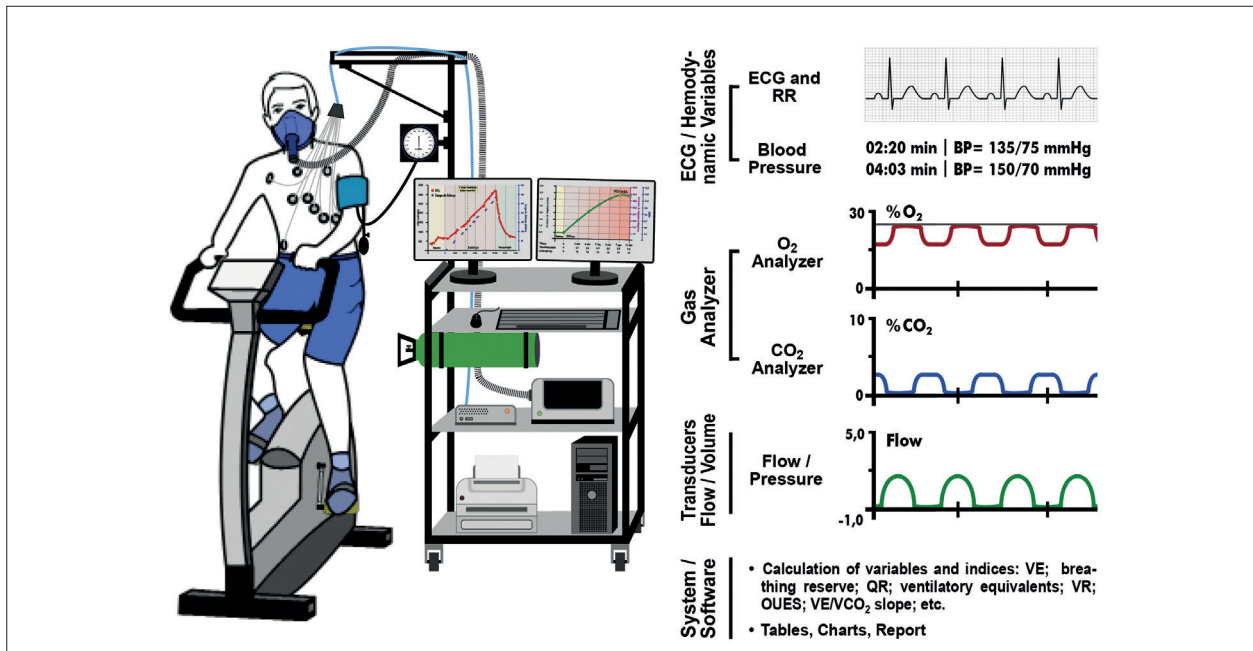 ECG / Hemody-
namic Variables
ECG and
RR
Blood
Pressure
02:20 min | BP= 135/75 mmHg
04:03 min | BP= 150/70 mmHg
Gas
Analyzer
O₂
Analyzer
%O₂
30
0
CO₂
Analyzer
%CO₂
10
0
Transducers
Flow / Volume
Flow /
Pressure
Flow
5,0
-1,0
System /
Software
• Calculation of variables and indices: VE; brea-
thing reserve; QR; ventilatory equivalents; VR;
OUES; VE/VCO₂ slope; etc.
• Tables, Charts, Report